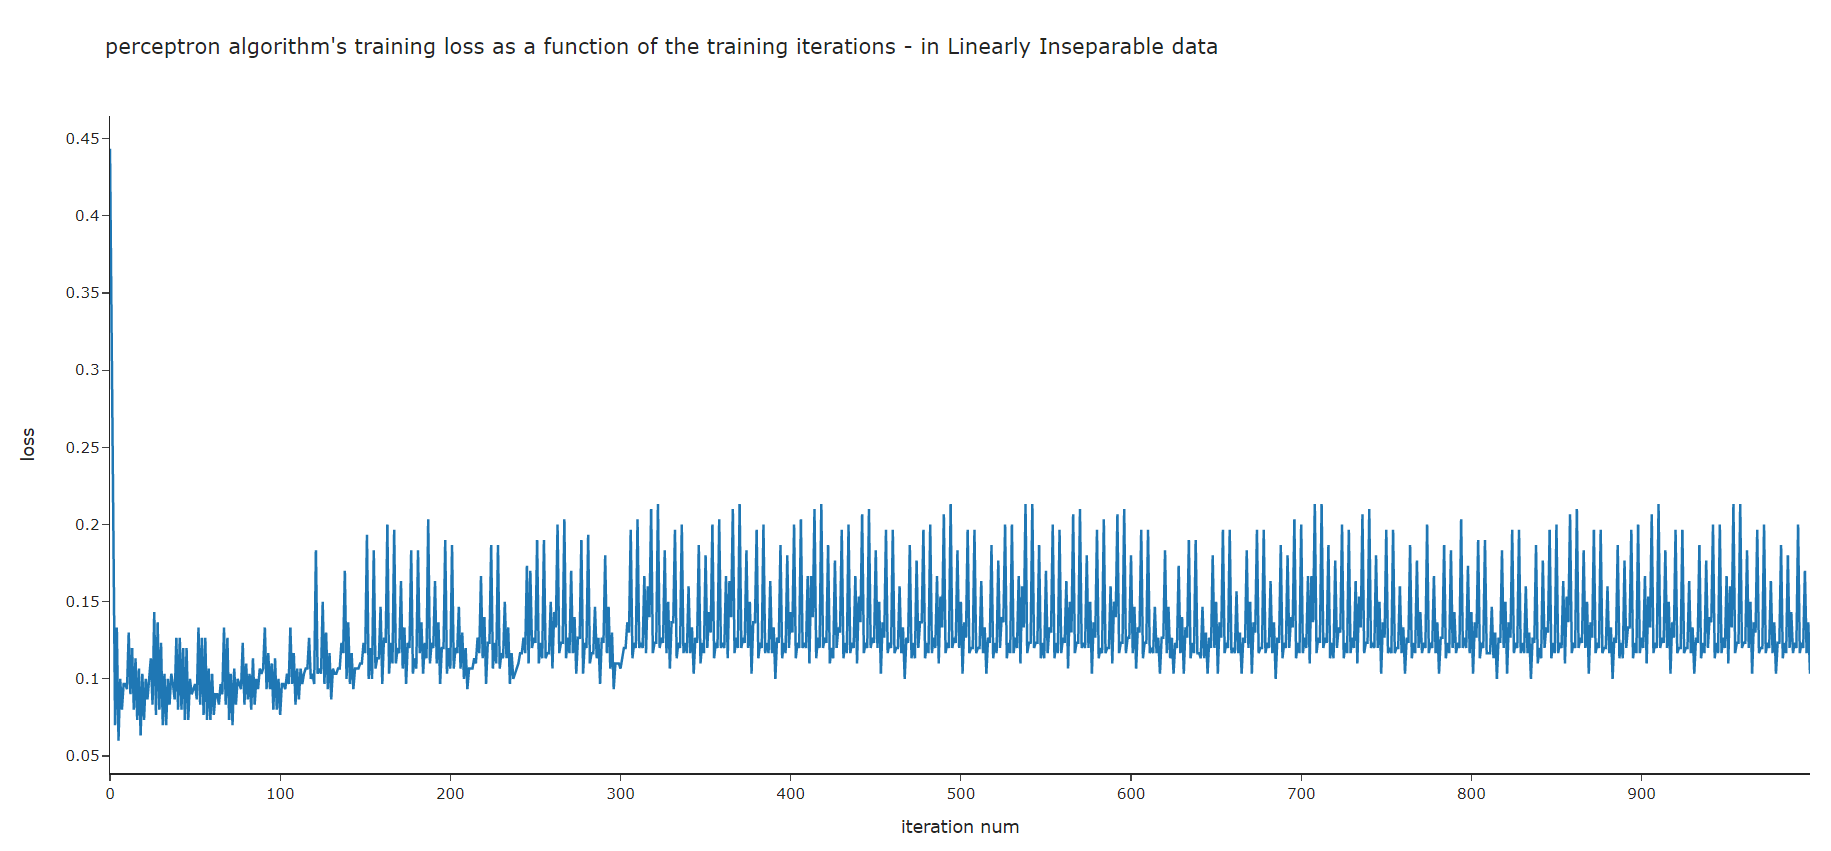 perceptron algorithm's training loss as a function of the training iterations - in Linearly Inseparable data
0.45
0.4
0.35
0.3
0.25
0.2
0.15
0.1
0.05
loss
0 100 200 300 400 500 600 700 800 900
iteration num